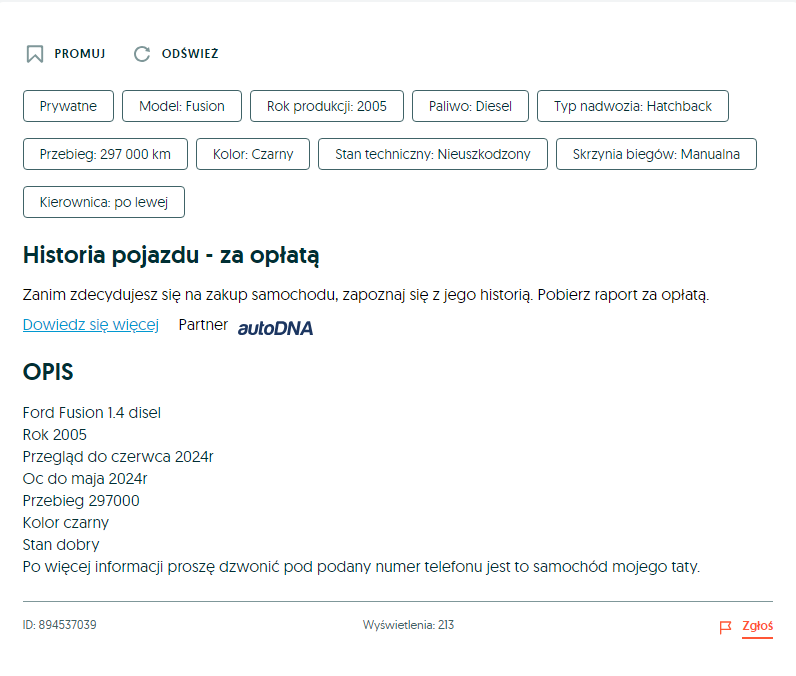 PROMUJ ODŚWIEŻ
Prywatne Model: Fusion Rok produkcji: 2005 Paliwo: Diesel Typ nadwozia: Hatchback
Przebieg: 297 000 km Kolor: Czarny Stan techniczny: Nieuszkodzony Skrzynia biegów: Manualna
Kierownica: po lewej
Historia pojazdu - za opłatą
Zanim zdecydujesz się na zakup samochodu, zapoznaj się z jego historią. Pobierz raport za opłatą.
Dowiedz się więcej Partner autoDNA
OPIS
Ford Fusion 1.4 disel
Rok 2005
Przegląd do czerwca 2024r
Oc do maja 2024r
Przebieg 297000
Kolor czarny
Stan dobry
Po więcej informacji proszę dzwonić pod podany numer telefonu jest to samochód mojego taty.
ID: 894537039 Wyświetlenia: 213 Zgłoś